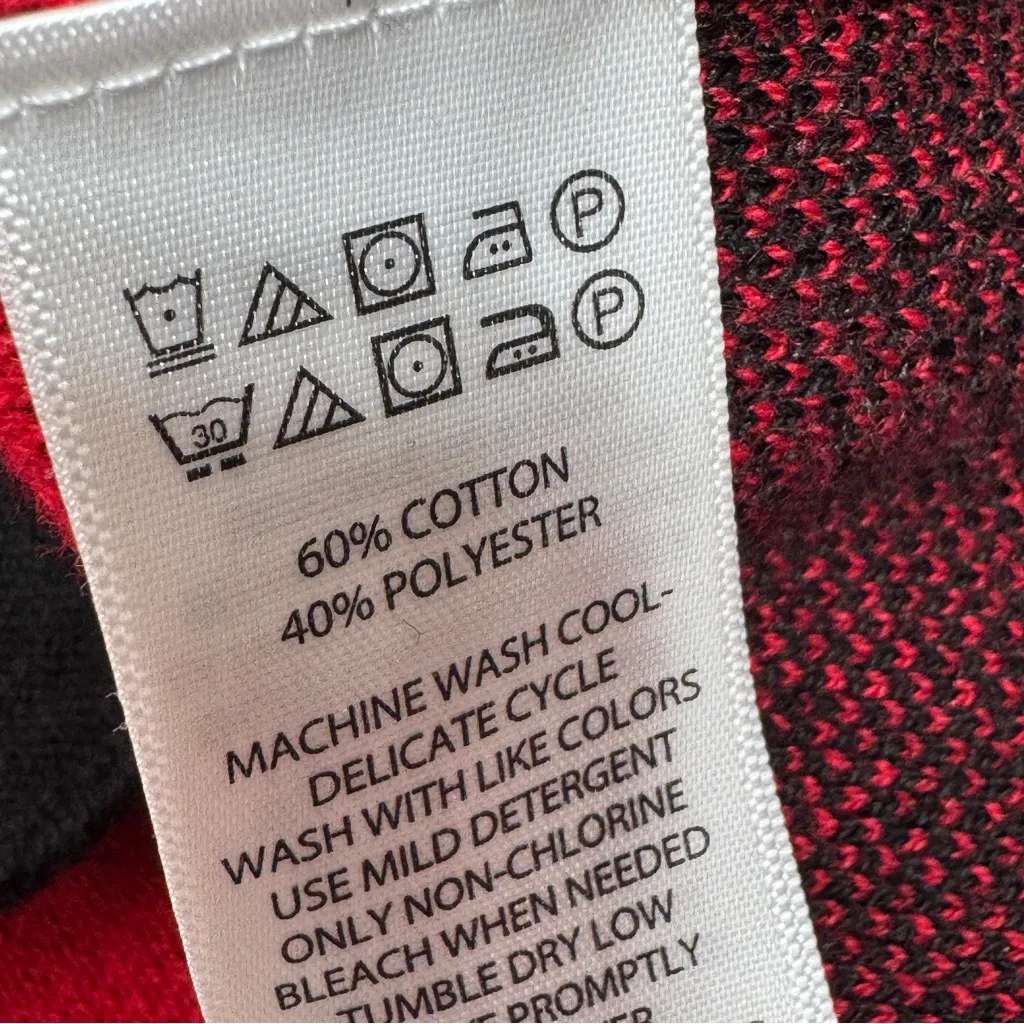 P
P
30
60% COTTON
40% POLYESTER
MACHINE WASH COOL-
DELICATE CYCLE
WASH WITH LIKE COLORS
USE MILD DETERGENT
ONLY NON-CHLORINE
BLEACH WHEN NEEDED
TUMBLE DRY LOW
PROMPTLY